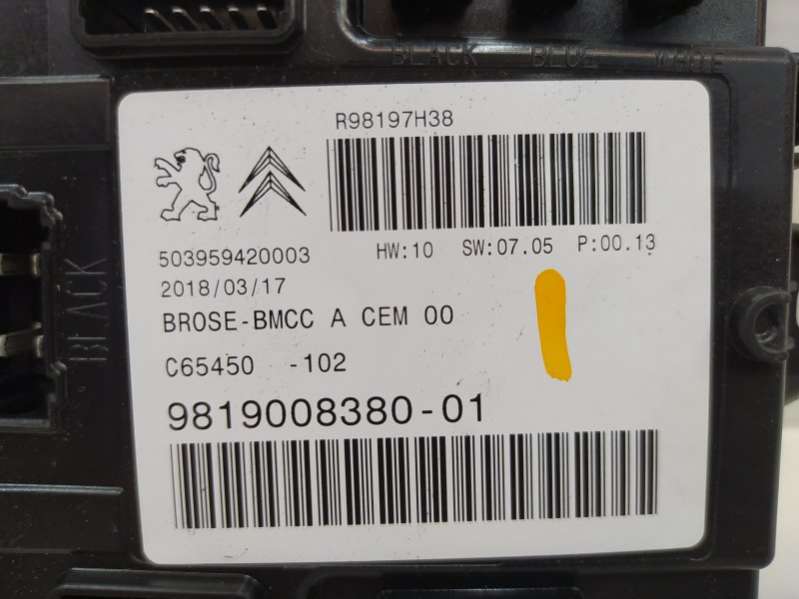 BLACK BLUE WHITE
R98197H38
503959420003 HW:10 SW:07.05 P:00.13
2018/03/17
BROSE-BMCC A CEM 00
C65450 -102
9819008380-01
BLACK